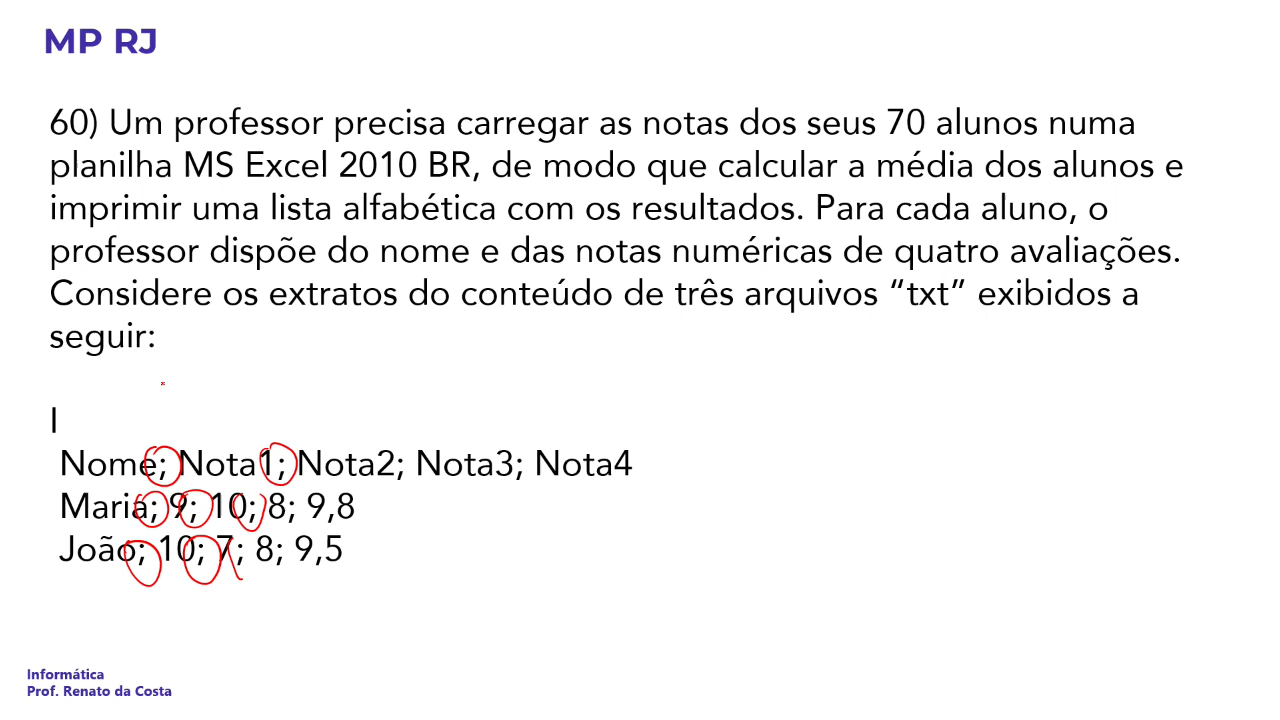 MP RJ
60) Um professor precisa carregar as notas dos seus 70 alunos numa
planilha MS Excel 2010 BR, de modo que calcular a média dos alunos e
imprimir uma lista alfabética com os resultados. Para cada aluno, o
professor dispõe do nome e das notas numéricas de quatro avaliações.
Considere os extratos do conteúdo de três arquivos “txt” exibidos a
seguir:
I
Nome; Nota1; Nota2; Nota3; Nota4
Maria; 9; 10; 8; 9,8
João; 10; 7; 8; 9,5
Informática
Prof. Renato da Costa